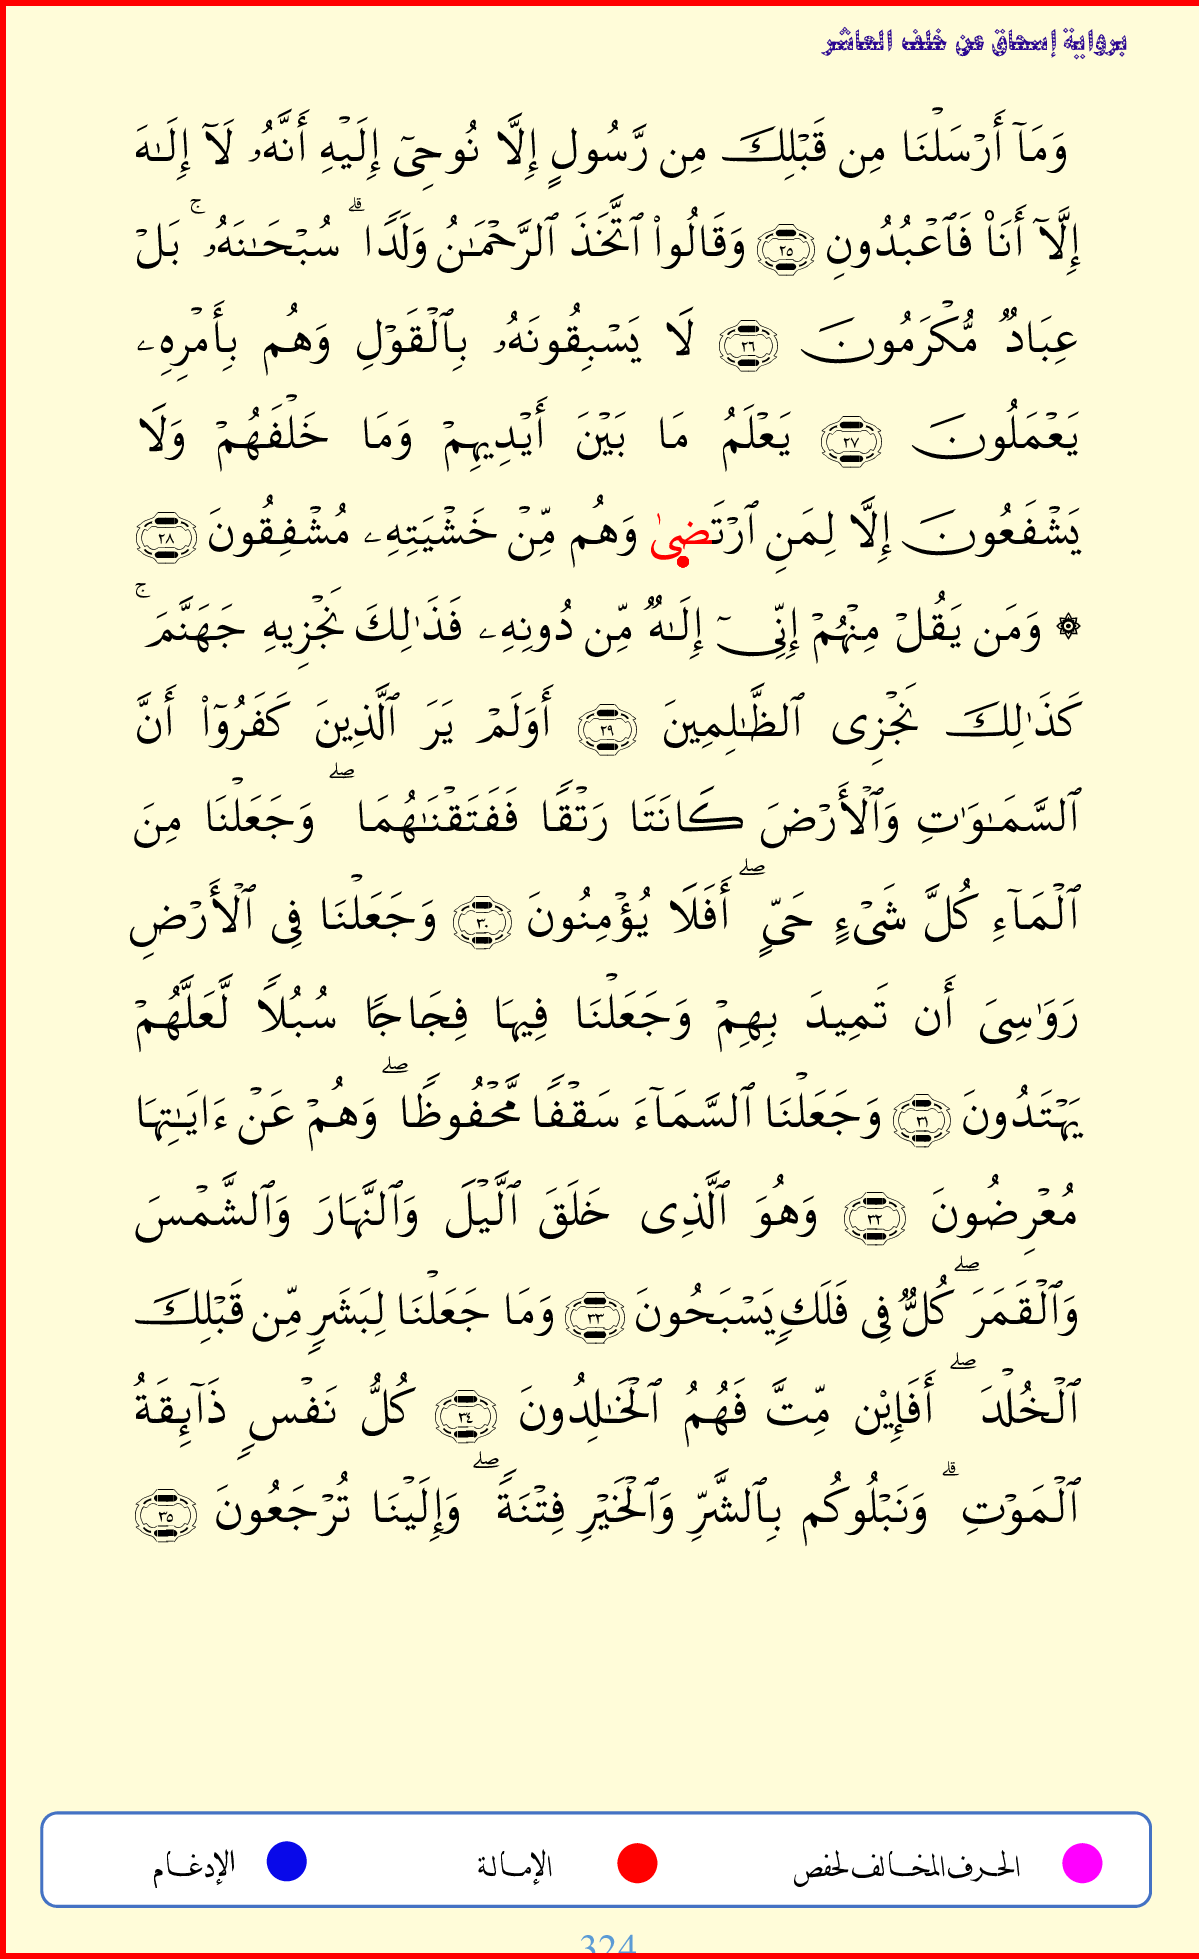 برواية إسحاق عن خلف العاشر
وَمَآ أَرۡسَلۡنَا مِن قَبۡلِكَ مِن رَّسُولٍ إِلَّا نُوحِيٓ إِلَيۡهِ أَنَّهُۥ لَآ إِلَٰهَ
إِلَّآ أَنَا۠ فَٱعۡبُدُونِ ٢٥ وَقَالُواْ ٱتَّخَذَ ٱلرَّحۡمَٰنُ وَلَدٗاۗ سُبۡحَٰنَهُۥۚ بَلۡ
عِبَادٞ مُّكۡرَمُونَ ٢٦ لَا يَسۡبِقُونَهُۥ بِٱلۡقَوۡلِ وَهُم بِأَمۡرِهِۦ
يَعۡمَلُونَ ٢٧ يَعۡلَمُ مَا بَيۡنَ أَيۡدِيهِمۡ وَمَا خَلۡفَهُمۡ وَلَا
يَشۡفَعُونَ إِلَّا لِمَنِ ٱرۡتَضىٰ وَهُم مِّنۡ خَشۡيَتِهِۦ مُشۡفِقُونَ ٢٨
۞ وَمَن يَقُلۡ مِنۡهُمۡ إِنِّيٓ إِلَٰهٞ مِّن دُونِهِۦ فَذَٰلِكَ نَجۡزِيهِ جَهَنَّمَۚ
كَذَٰلِكَ نَجۡزِي ٱلظَّٰلِمِينَ ٢٩ أَوَلَمۡ يَرَ ٱلَّذِينَ كَفَرُوٓاْ أَنَّ
ٱلسَّمَٰوَٰتِ وَٱلۡأَرۡضَ كَانَتَا رَتۡقٗا فَفَتَقۡنَٰهُمَاۖ وَجَعَلۡنَا مِنَ
ٱلۡمَآءِ كُلَّ شَيۡءٍ حَيٍّۖ أَفَلَا يُؤۡمِنُونَ ٣٠ وَجَعَلۡنَا فِي ٱلۡأَرۡضِ
رَوَٰسِيَ أَن تَمِيدَ بِهِمۡ وَجَعَلۡنَا فِيهَا فِجَاجٗا سُبُلٗا لَّعَلَّهُمۡ
يَهۡتَدُونَ ٣١ وَجَعَلۡنَا ٱلسَّمَآءَ سَقۡفٗا مَّحۡفُوظٗاۖ وَهُمۡ عَنۡ ءَايَٰتِهَا
مُعۡرِضُونَ ٣٢ وَهُوَ ٱلَّذِي خَلَقَ ٱلَّيۡلَ وَٱلنَّهَارَ وَٱلشَّمۡسَ
وَٱلۡقَمَرَۖ كُلّٞ فِي فَلَكٖ يَسۡبَحُونَ ٣٣ وَمَا جَعَلۡنَا لِبَشَرٖ مِّن قَبۡلِكَ
ٱلۡخُلۡدَۖ أَفَإِيْن مِّتَّ فَهُمُ ٱلۡخَٰلِدُونَ ٣٤ كُلُّ نَفۡسٖ ذَآئِقَةُ
ٱلۡمَوۡتِۗ وَنَبۡلُوكُم بِٱلشَّرِّ وَٱلۡخَيۡرِ فِتۡنَةٗۖ وَإِلَيۡنَا تُرۡجَعُونَ ٣٥
الحرف المخالف لحفص الإمالة الإدغام
324